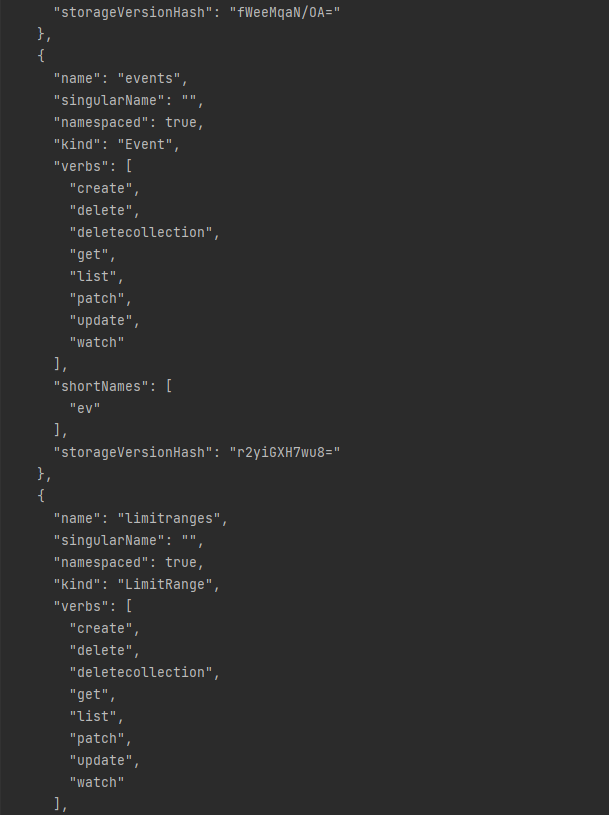 "storageVersionHash": "fWeeMqaN/OA="
},
{
"name": "events",
"singularName": "",
"namespaced": true,
"kind": "Event",
"verbs": [
"create",
"delete",
"deletecollection",
"get",
"list",
"patch",
"update",
"watch"
],
"shortNames": [
"ev"
],
"storageVersionHash": "r2yiGXH7wu8="
},
{
"name": "limitranges",
"singularName": "",
"namespaced": true,
"kind": "LimitRange",
"verbs": [
"create",
"delete",
"deletecollection",
"get",
"list",
"patch",
"update",
"watch"
],